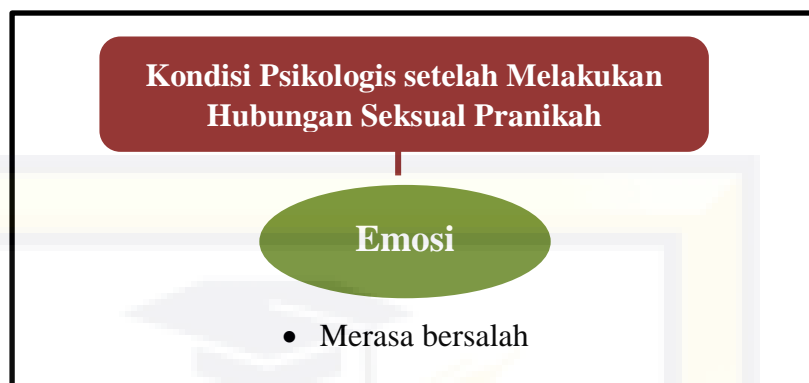 Kondisi Psikologis setelah Melakukan
Hubungan Seksual Pranikah
Emosi
• Merasa bersalah